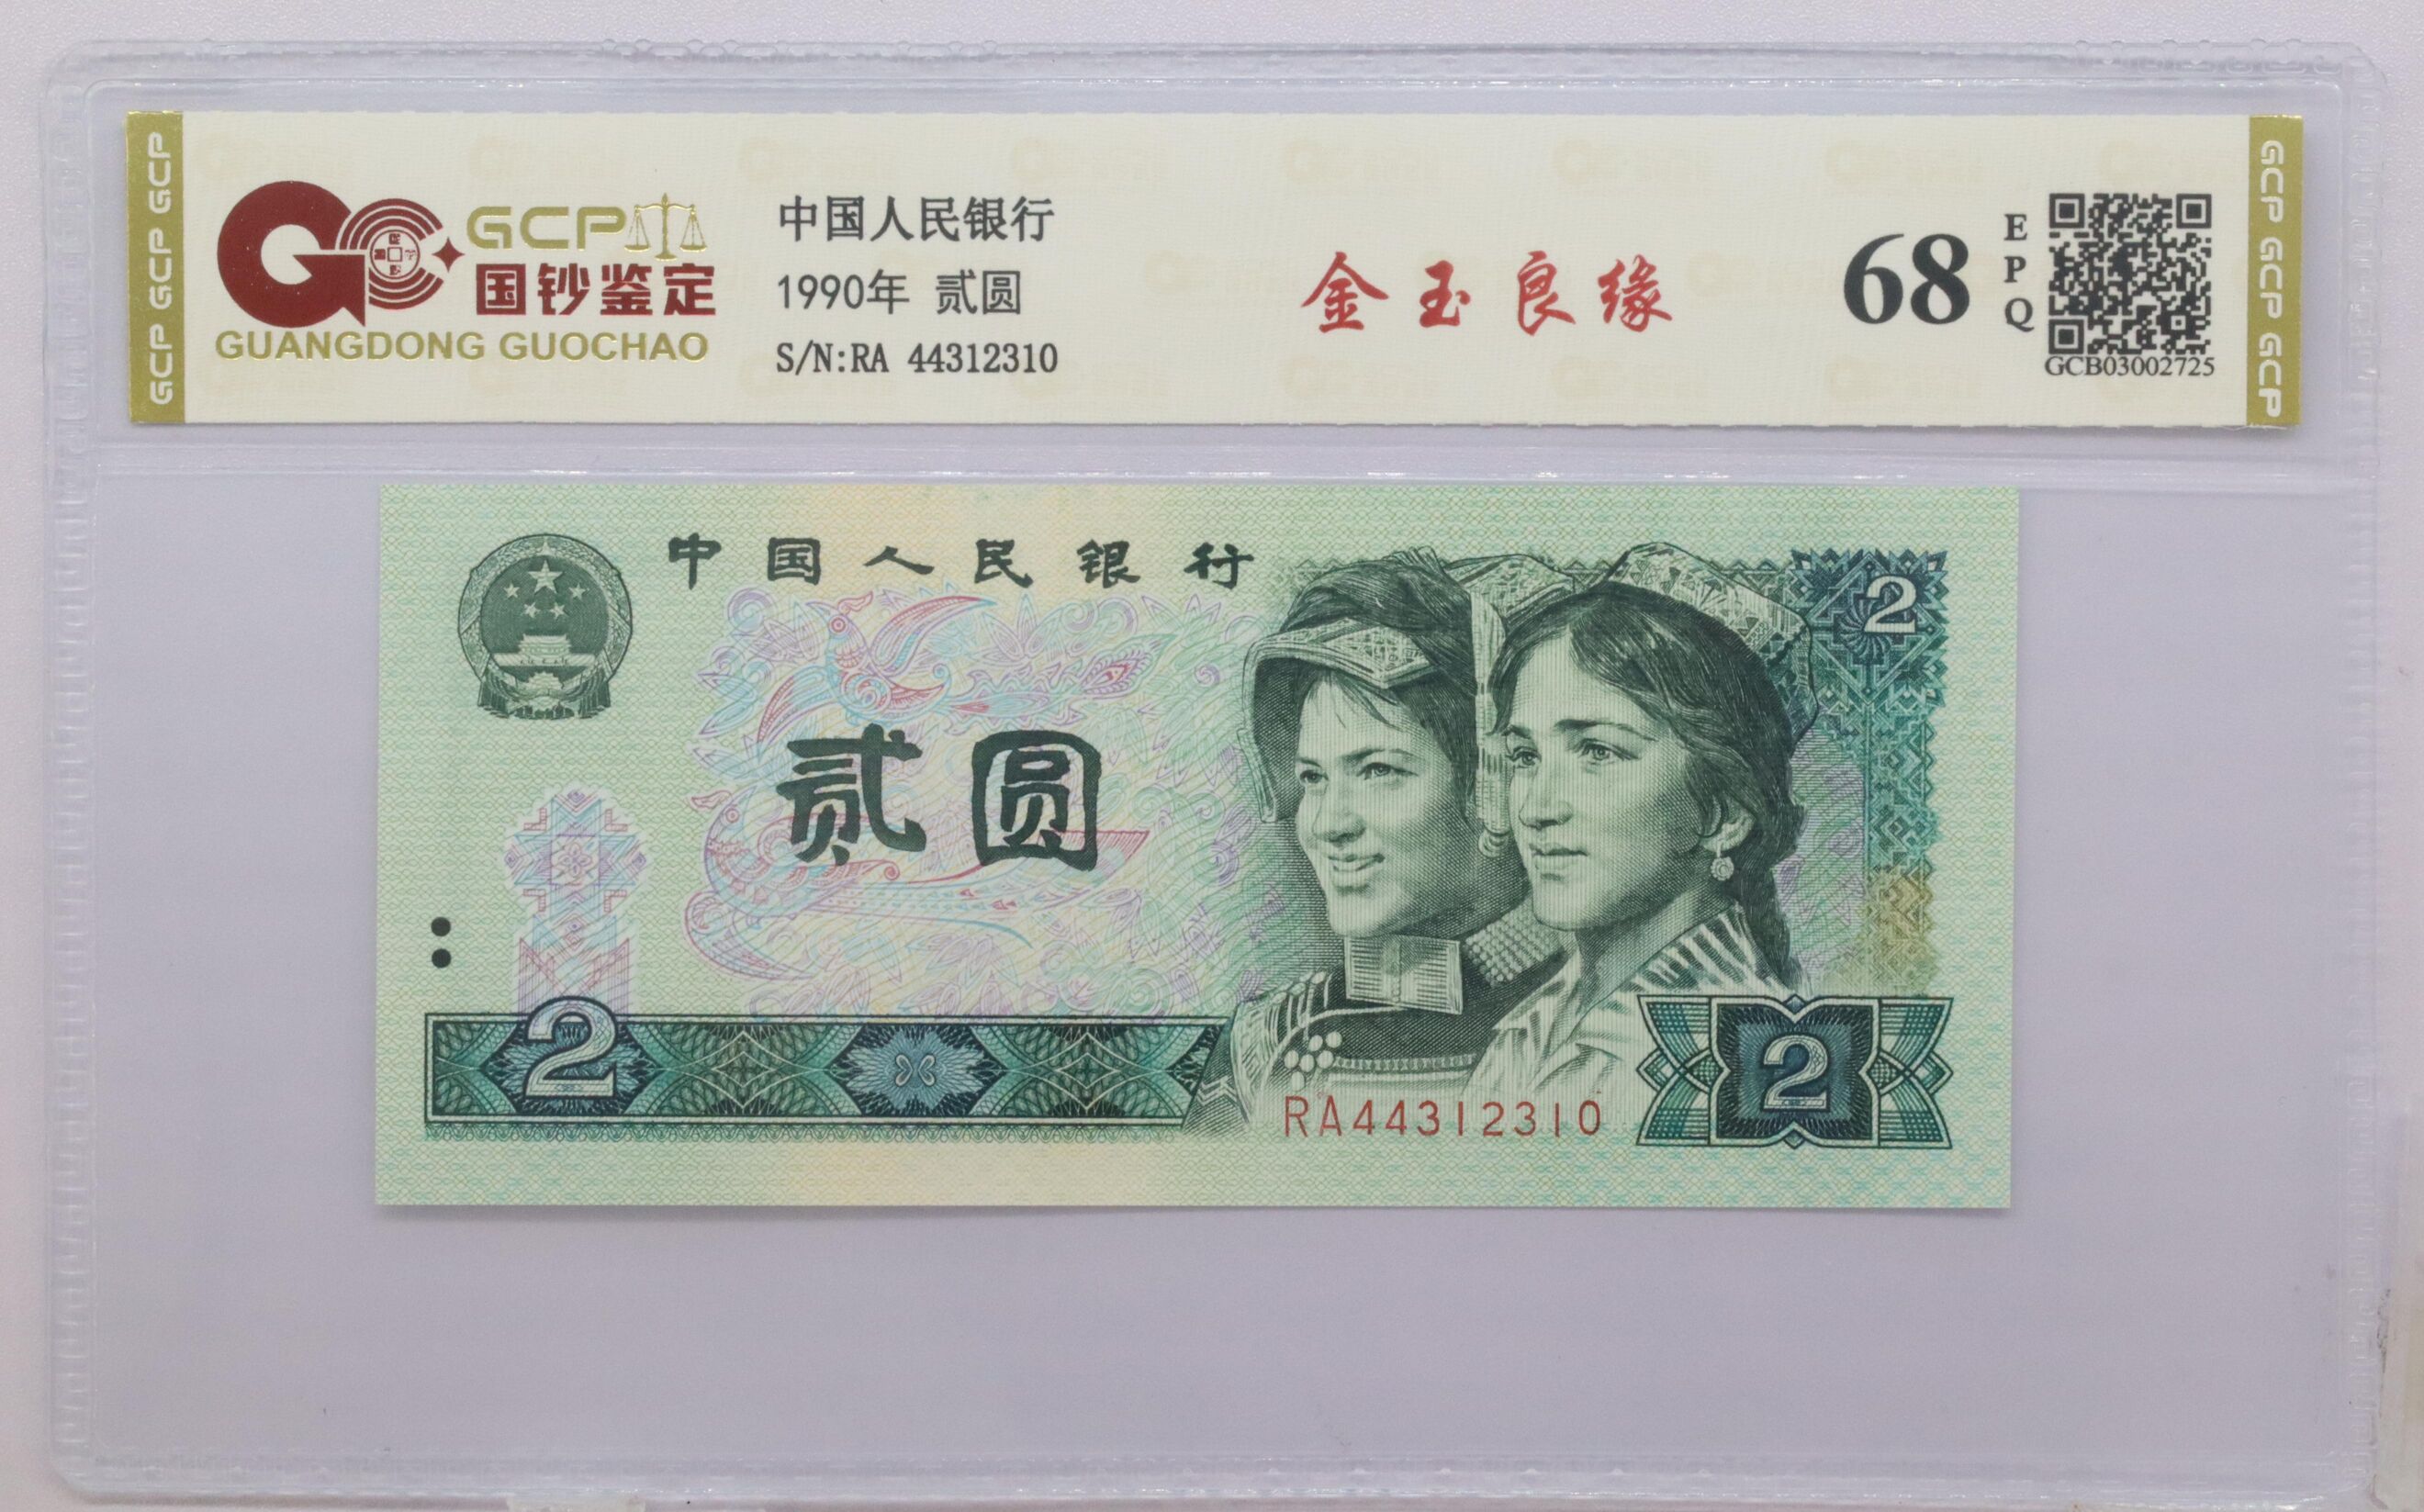 GCP GCP GCP
GCP
国钞鉴定
GUANGDONG GUOCHAO
中国人民银行
1990年 贰圆
S/N:RA 44312310
金玉良缘
68
E
P
Q
GCB03002725
GCP GCP GCP
中国人民银行
2
贰圆
2
2
RA44312310